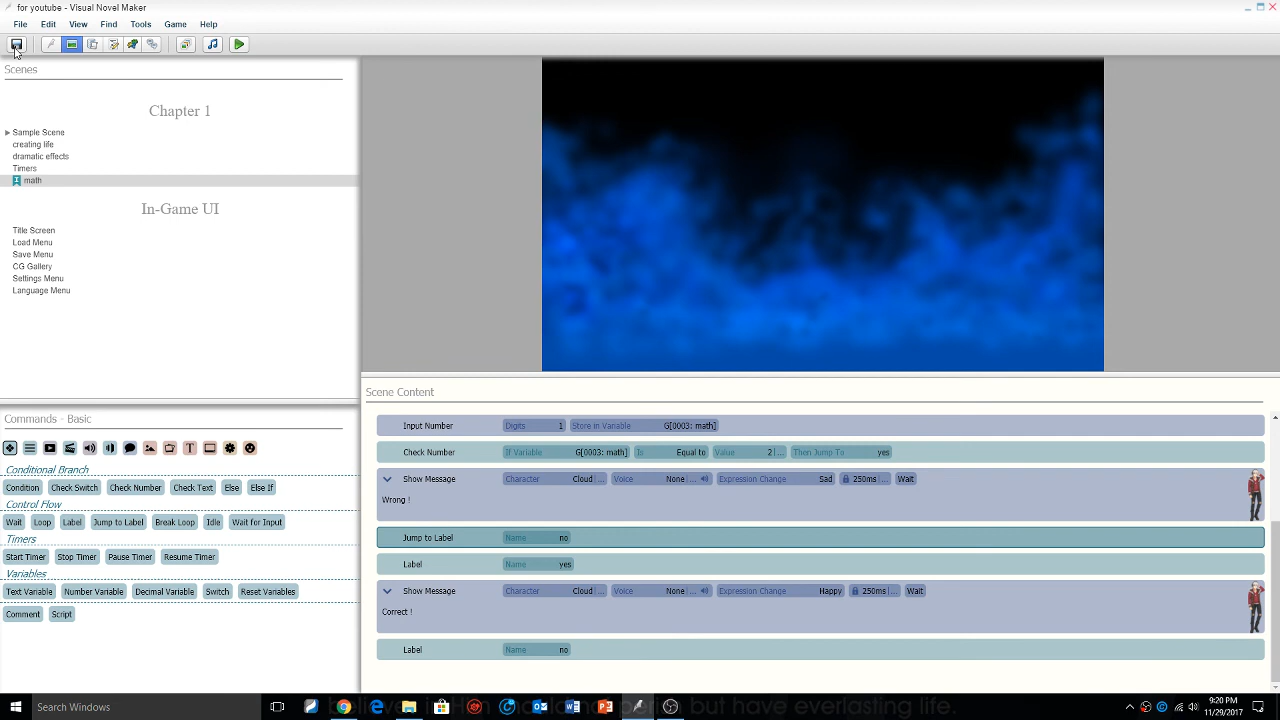 for youtube - Visual Novel Maker
File Edit View Find Tools Game Help
Scenes
Chapter 1
Sample Scene
creating life
dramatic effects
Timers
math
In-Game UI
Title Screen
Load Menu
Save Menu
CG Gallery
Settings Menu
Language Menu
Commands - Basic
Conditional Branch
Condition Check Switch Check Number Check Text Else Else If
Control Flow
Wait Loop Label Jump to Label Break Loop Idle Wait for Input
Timers
Start Timer Stop Timer Pause Timer Resume Timer
Variables
Text Variable Number Variable Decimal Variable Switch Reset Variables
Comment Script
Scene Content
Input Number Digits 1 Store in Variable G[0003: math]
Check Number If Variable G[0003: math] Is Equal to Value 2|... Then Jump To yes
Show Message Character Cloud|... Voice None|... Expression Change Sad 250ms|... Wait
Wrong !
Jump to Label Name no
Label Name yes
Show Message Character Cloud|... Voice None|... Expression Change Happy 250ms|... Wait
Correct !
Label Name no
Search Windows
but have everlasting life.
9:20 PM
11/29/2017